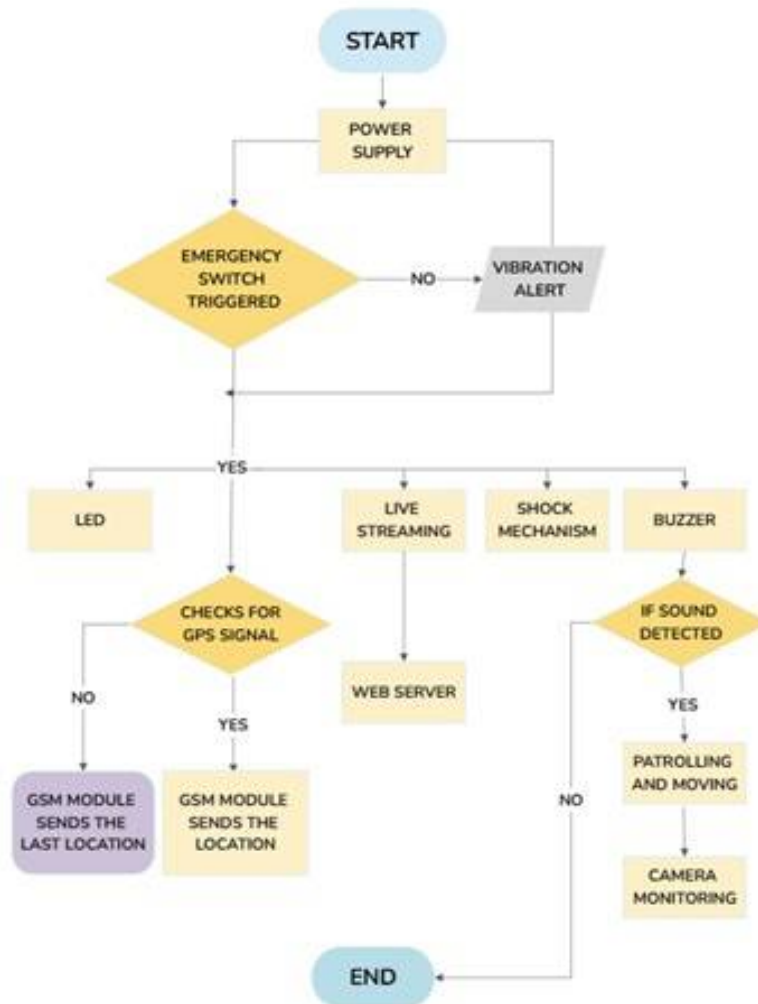 START
POWER
SUPPLY
EMERGENCY
SWITCH
TRIGGERED
NO
VIBRATION
ALERT
YES
LED
LIVE
STREAMING
SHOCK
MECHANISM
BUZZER
CHECKS FOR
GPS SIGNAL
IF SOUND
DETECTED
NO
WEB SERVER
YES
YES
GSM MODULE
SENDS THE
LAST LOCATION
GSM MODULE
SENDS THE
LOCATION
NO
PATROLLING
AND MOVING
CAMERA
MONITORING
END